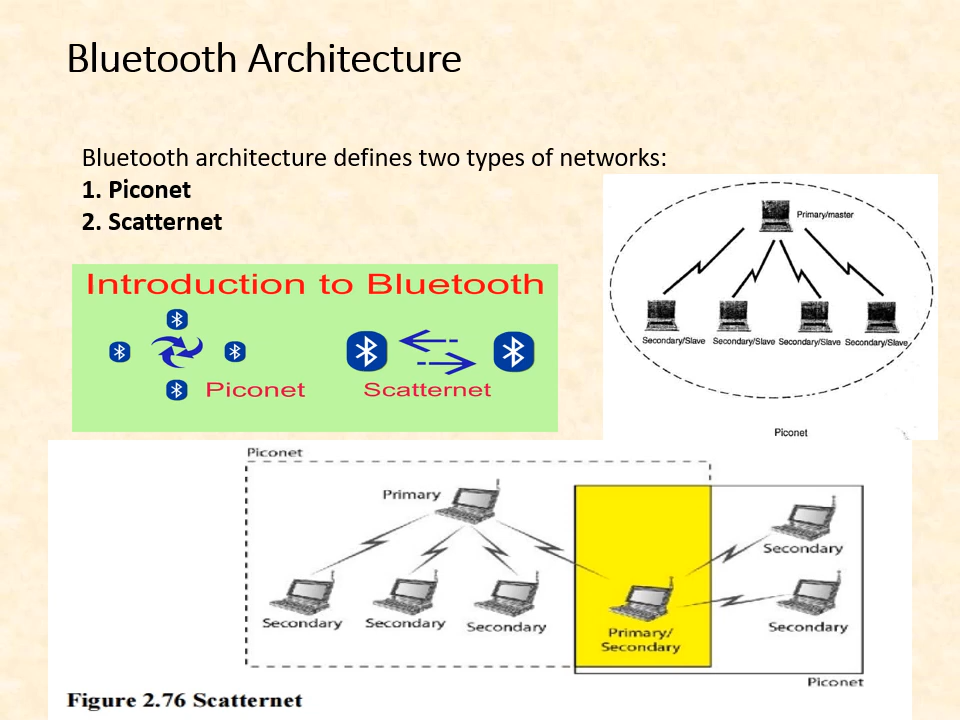 Bluetooth Architecture
Bluetooth architecture defines two types of networks:
1. Piconet
2. Scatternet
Introduction to Bluetooth
Piconet
Scatternet
Primary/master
Secondary/Slave Secondary/Slave Secondary/Slave Secondary/Slave
Piconet
Piconet
Primary
Secondary
Secondary Secondary Secondary
Primary/
Secondary
Secondary
Piconet
Figure 2.76 Scatternet